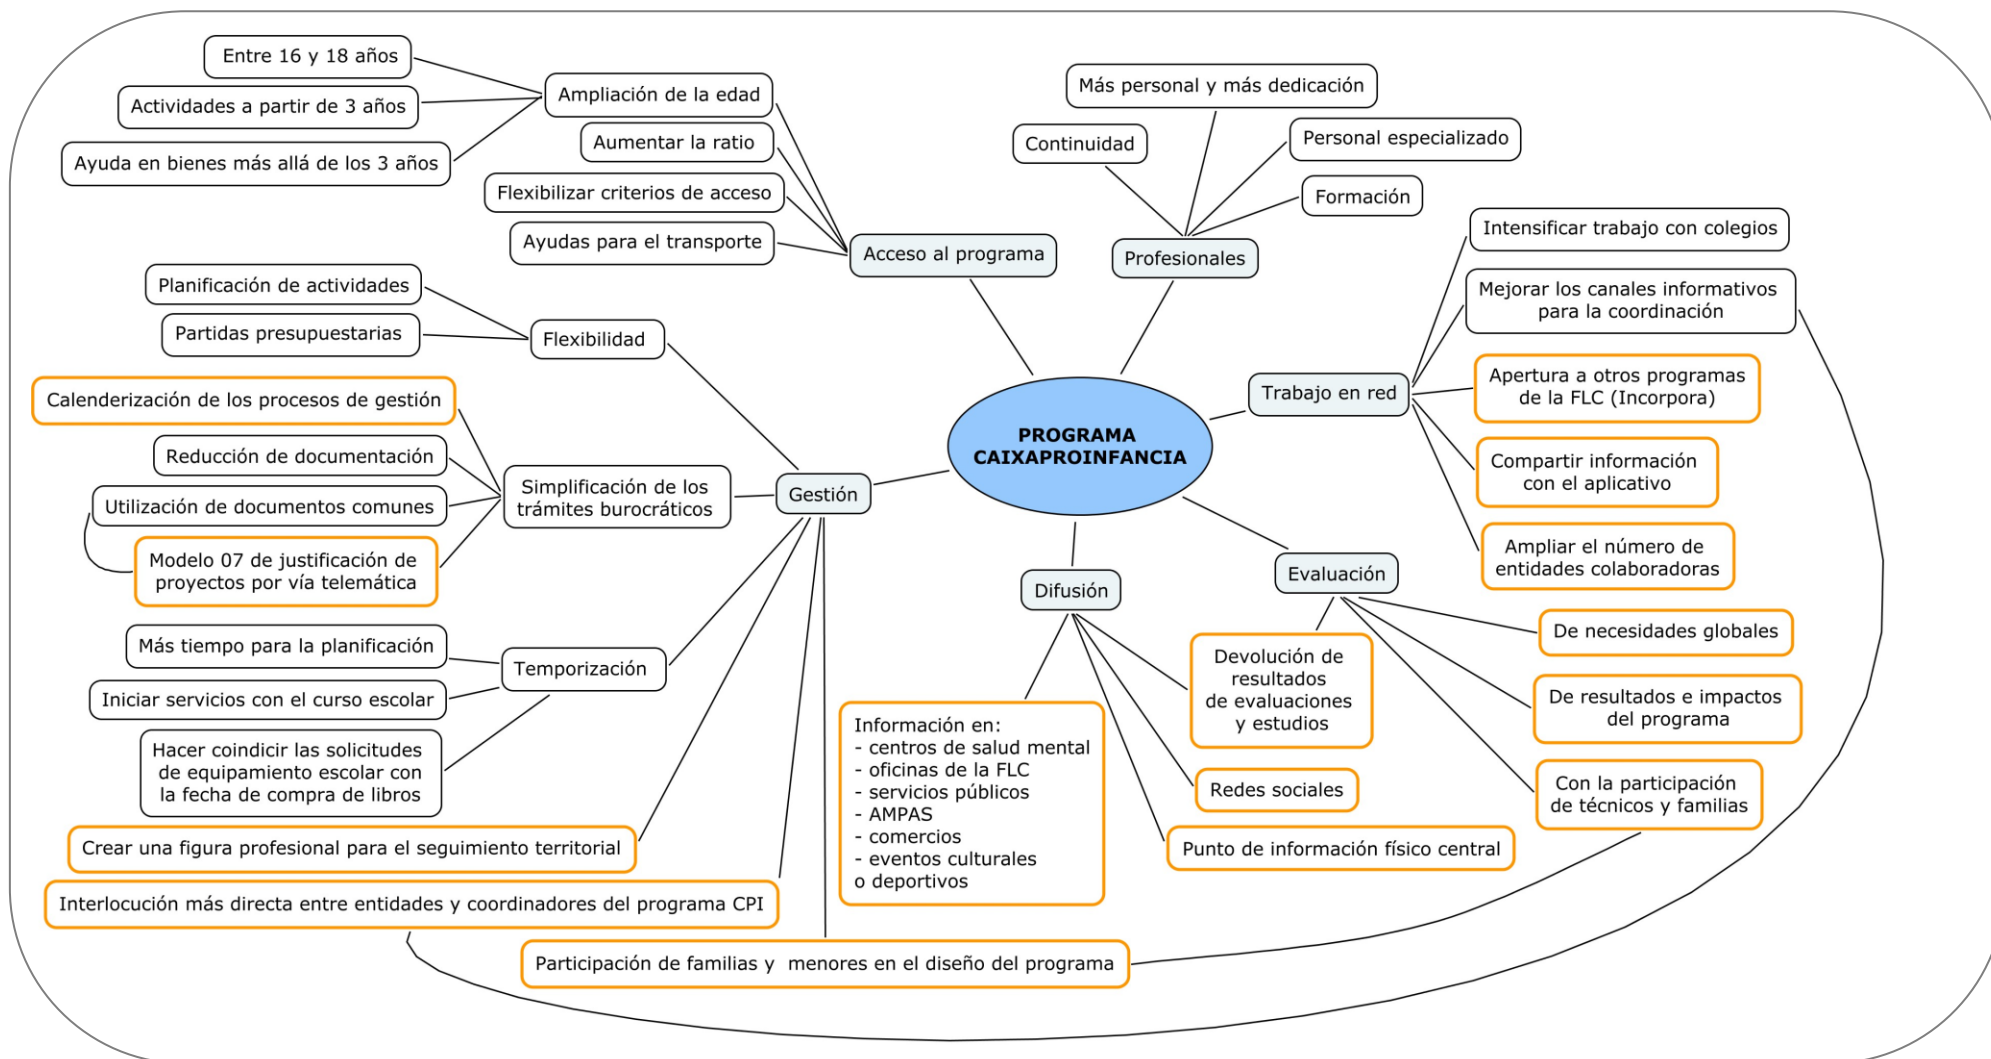 Entre 16 y 18 años
Actividades a partir de 3 años
Ayuda en bienes más allá de los 3 años
Ampliación de la edad
Aumentar la ratio
Flexibilizar criterios de acceso
Ayudas para el transporte
Acceso al programa
Más personal y más dedicación
Continuidad
Personal especializado
Formación
Profesionales
Intensificar trabajo con colegios
Mejorar los canales informativos
para la coordinación
Trabajo en red
Apertura a otros programas
de la FLC (Incorpora)
Compartir información
con el aplicativo
Ampliar el número de
entidades colaboradoras
Planificación de actividades
Partidas presupuestarias
Flexibilidad
Calenderización de los procesos de gestión
Reducción de documentación
Utilización de documentos comunes
Modelo 07 de justificación de
proyectos por vía telemática
Simplificación de los
trámites burocráticos
Gestión
PROGRAMA
CAIXAPROINFANCIA
Más tiempo para la planificación
Iniciar servicios con el curso escolar
Hacer coindicir las solicitudes
de equipamiento escolar con
la fecha de compra de libros
Temporización
Crear una figura profesional para el seguimiento territorial
Interlocución más directa entre entidades y coordinadores del programa CPI
Participación de familias y menores en el diseño del programa
Difusión
Información en:
- centros de salud mental
- oficinas de la FLC
- servicios públicos
- AMPAS
- comercios
- eventos culturales
o deportivos
Devolución de
resultados
de evaluaciones
y estudios
Redes sociales
Punto de información físico central
Evaluación
De necesidades globales
De resultados e impactos
del programa
Con la participación
de técnicos y familias